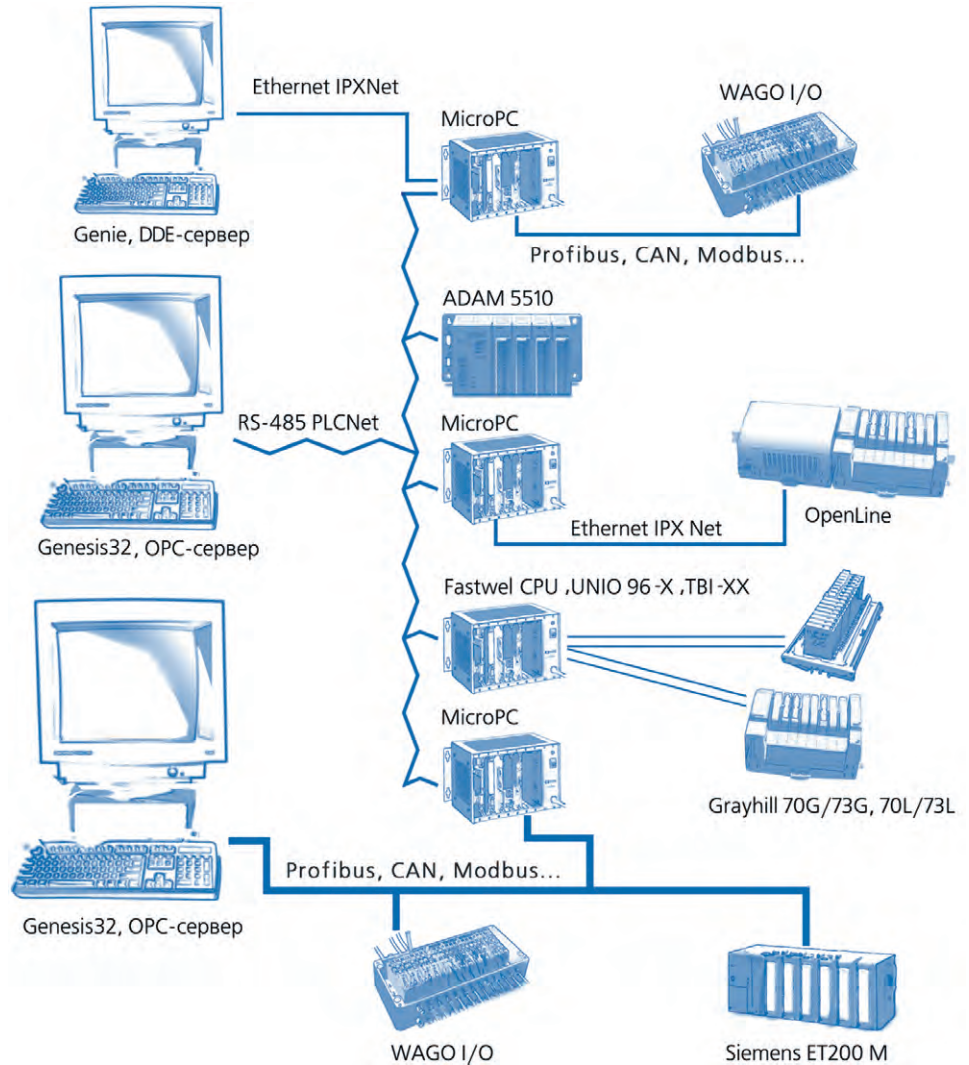 Ethernet IPXNet
WAGO I/O
MicroPC
Genie, DDE-сервер
Profibus, CAN, Modbus...
ADAM 5510
RS-485 PLCNet
MicroPC
Ethernet IPX Net
OpenLine
Genesis32, OPC-сервер
Fastwel CPU ,UNIO 96-X ,TBI-XX
MicroPC
Grayhill 70G/73G, 70L/73L
Profibus, CAN, Modbus...
Genesis32, OPC-сервер
WAGO I/O
Siemens ET200 M